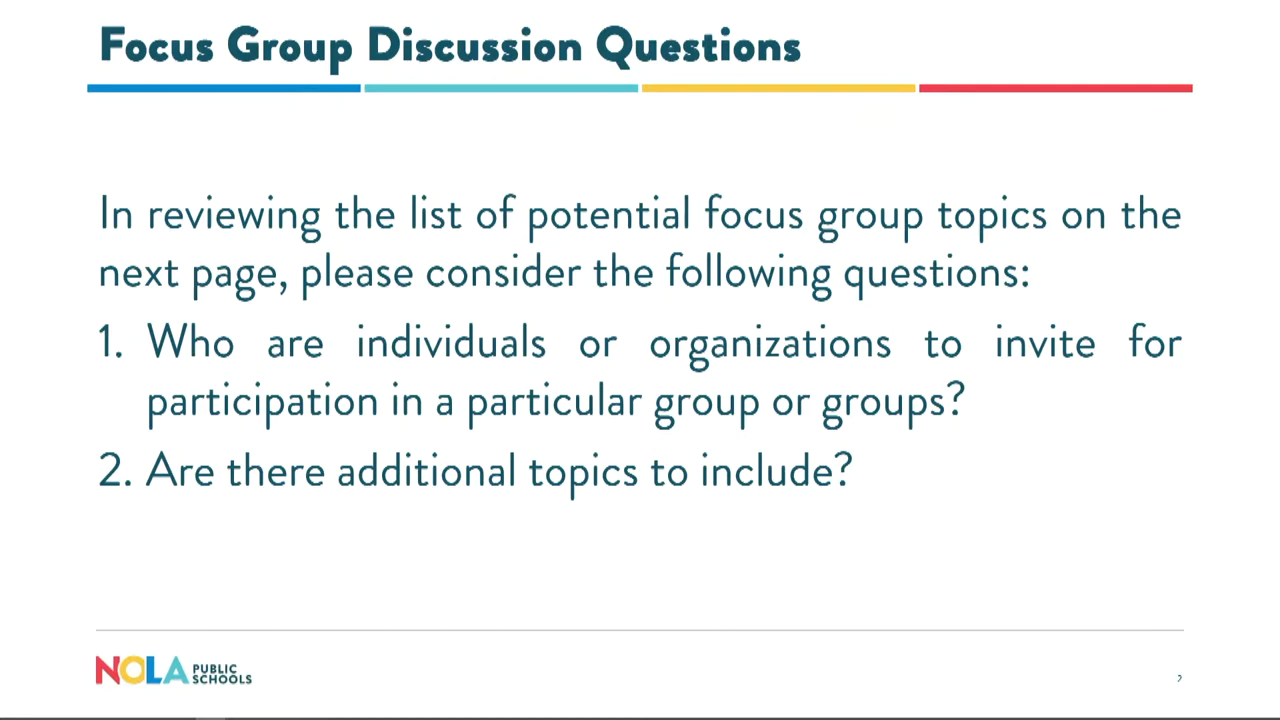 Focus Group Discussion Questions
In reviewing the list of potential focus group topics on the
next page, please consider the following questions:
1. Who are individuals or organizations to invite for
participation in a particular group or groups?
2. Are there additional topics to include?
NOLA PUBLIC SCHOOLS
2